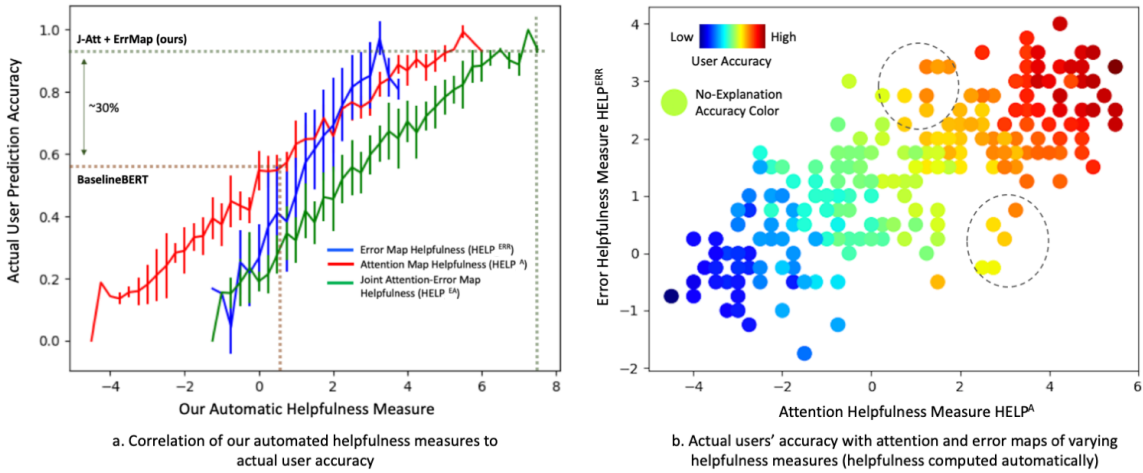 J-Att + ErrMap (ours)
~30%
BaselineBERT
Error Map Helpfulness (HELP ERR)
Attention Map Helpfulness (HELP A)
Joint Attention-Error Map
Helpfulness (HELP EA)
Actual User Prediction Accuracy
1.0
0.8
0.6
0.4
0.2
0.0
−4 −2 0 2 4 6 8
Our Automatic Helpfulness Measure
a. Correlation of our automated helpfulness measures to
actual user accuracy
Low High
User Accuracy
No-Explanation
Accuracy Color
Error Helpfulness Measure HELPERR
4
3
2
1
0
−1
−2
−4 −2 0 2 4 6
Attention Helpfulness Measure HELPA
b. Actual users’ accuracy with attention and error maps of varying
helpfulness measures (helpfulness computed automatically)